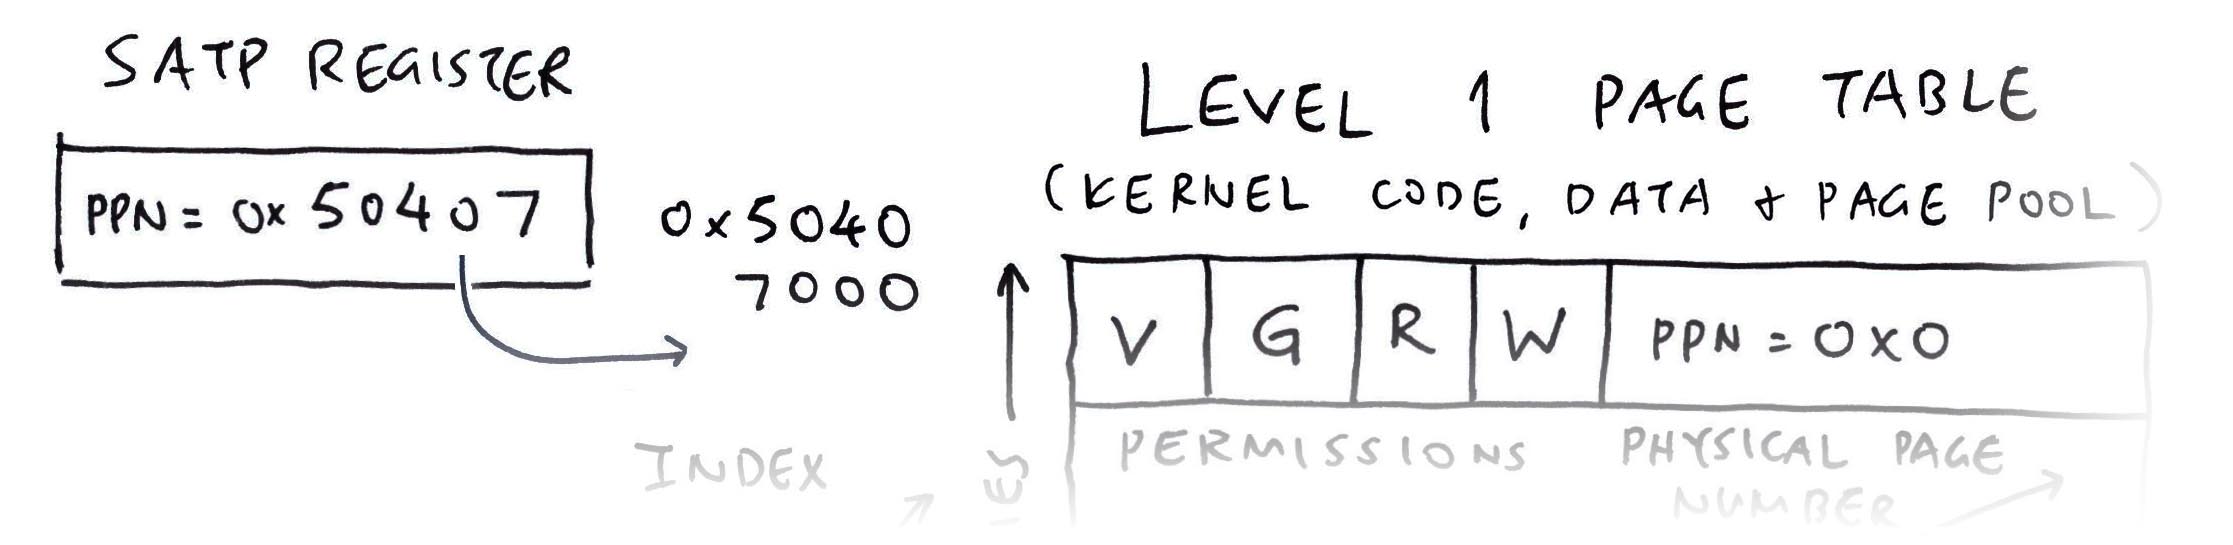 SATP REGISTER
PPN = 0x 50407
0x5040
7000
INDEX
LEVEL 1 PAGE TABLE
(KERNEL CODE, DATA + PAGE POOL)
V G R W PPN = 0x0
PERMISSIONS PHYSICAL PAGE
NUMBER